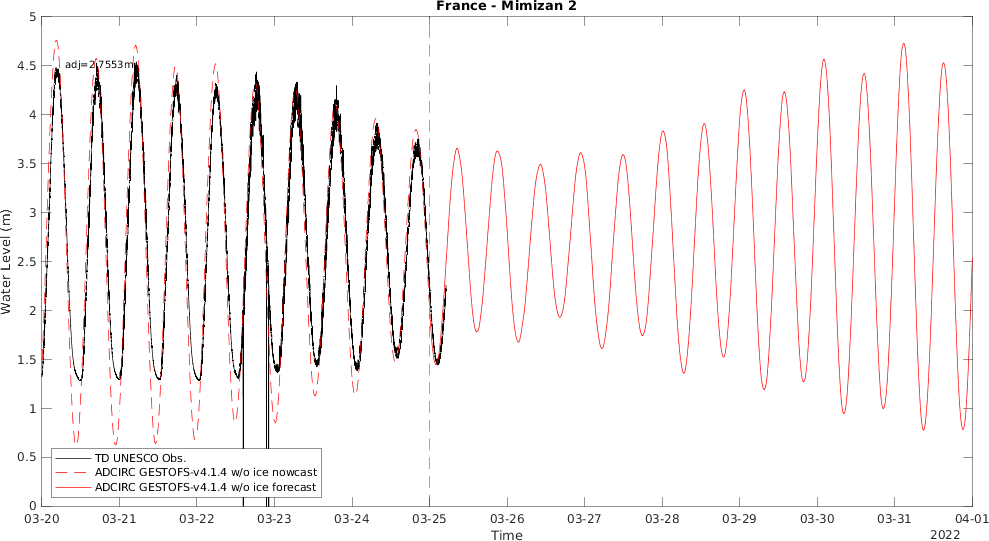 France - Mimizan 2
5
4.5
4
3.5
3
2.5
2
1.5
1
0.5
0
Water Level (m)
adj=2.7553m
TD UNESCO Obs.
ADCIRC GESTOFS-v4.1.4 w/o ice nowcast
ADCIRC GESTOFS-v4.1.4 w/o ice forecast
03-20 03-21 03-22 03-23 03-24 03-25 03-26 03-27 03-28 03-29 03-30 03-31 04-01
Time
2022